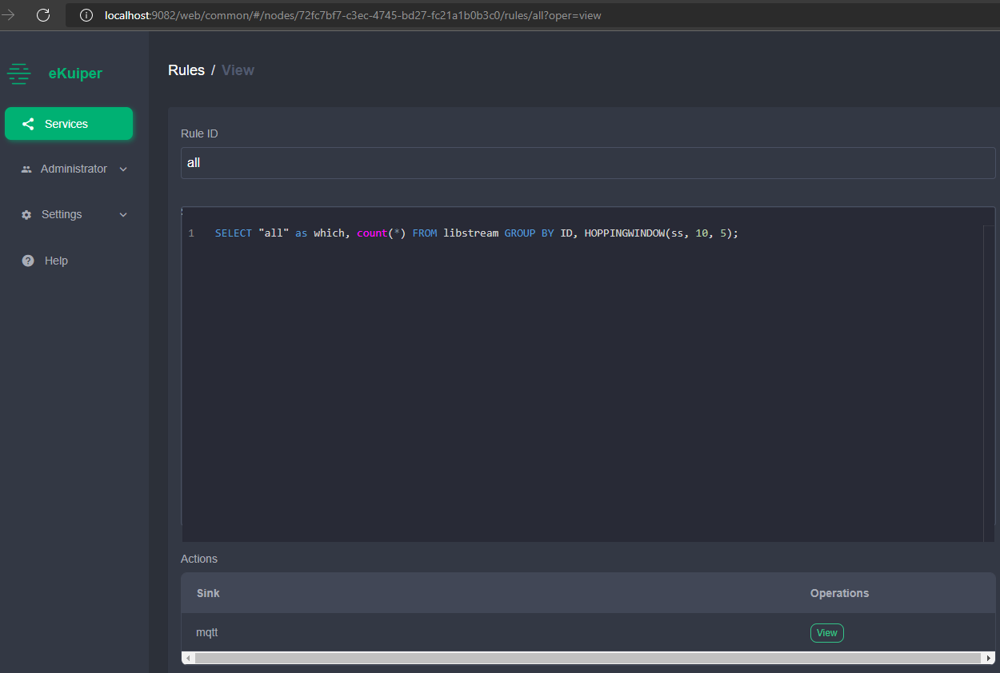 localhost:9082/web/common/#/nodes/72fc7bf7-c3ec-4745-bd27-fc21a1b0b3c0/rules/all?oper=view
eKuiper
Services
Administrator
Settings
Help
Rules / View
Rule ID
all
1 SELECT "all" as which, count(*) FROM libstream GROUP BY ID, HOPPINGWINDOW(ss, 10, 5);
Actions
Sink Operations
mqtt View